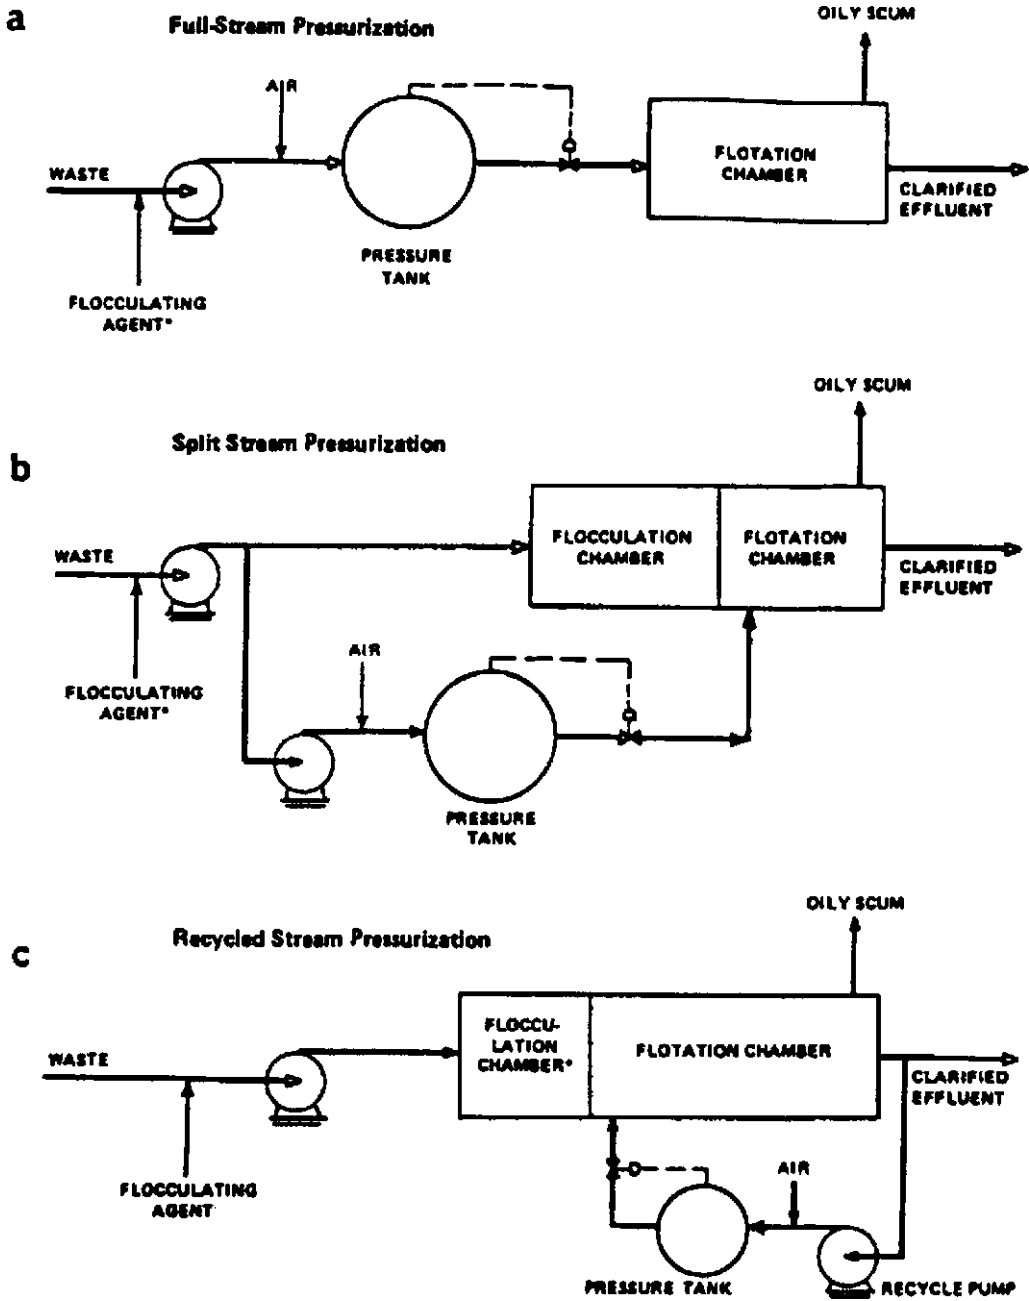 a
Full-Stream Pressurization
OILY SCUM
AIR
WASTE
FLOTATION
CHAMBER
CLARIFIED
EFFLUENT
PRESSURE
TANK
FLOCCULATING
AGENT*
OILY SCUM
Split Stream Pressurization
b
FLOCCULATION
CHAMBER
FLOTATION
CHAMBER
WASTE
CLARIFIED
EFFLUENT
AIR
FLOCCULATING
AGENT*
PRESSURE
TANK
OILY SCUM
Recycled Stream Pressurization
c
FLOCCU-
LATION
CHAMBER*
FLOTATION CHAMBER
WASTE
CLARIFIED
EFFLUENT
AIR
FLOCCULATING
AGENT
PRESSURE TANK
RECYCLE PUMP